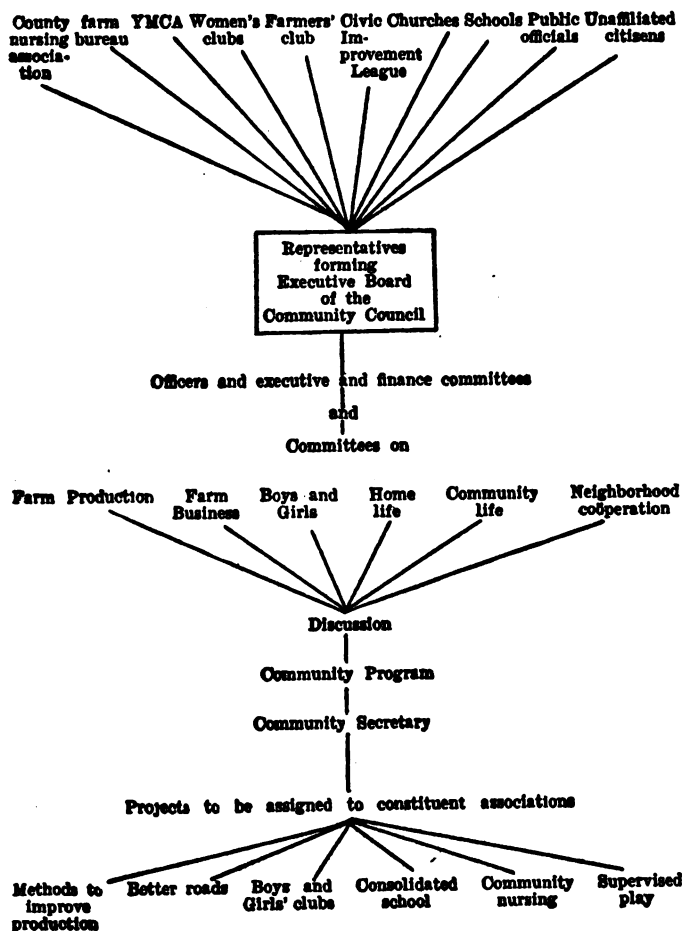 County farm YMCA Women's Farmers' Civic Churches Schools Public Unaffiliated
nursing bureau clubs club Im- officials citizens
associa- provement
tion League
Representatives
forming
Executive Board
of the
Community Council
Officers and executive and finance committees
and
Committees on
Farm Production Farm Boys and Home Community Neighborhood
Business Girls life life coöperation
Discussion
Community Program
Community Secretary
Projects to be assigned to constituent associations
Methods to Better roads Boys and Consolidated Community Supervised
improve Girls' clubs school nursing play
production